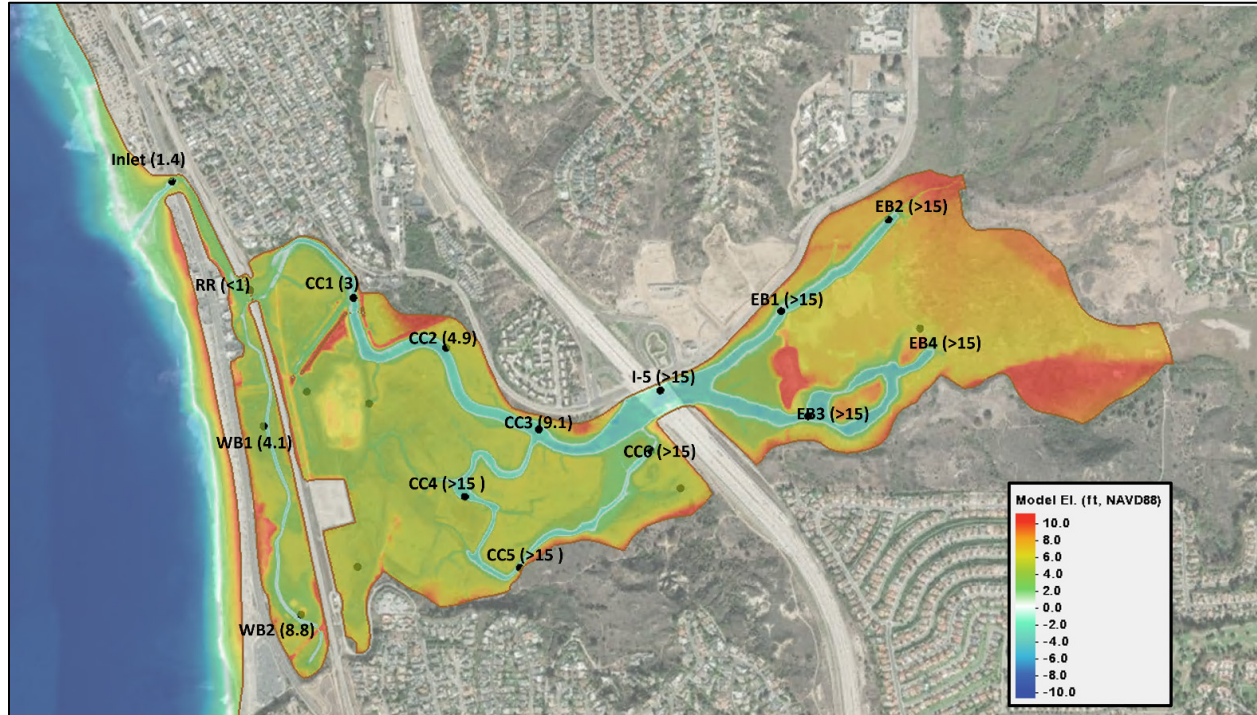 Inlet (1.4)
EB2 (>15)
RR (<1)
CC1 (3)
EB1 (>15)
CC2 (4.9)
EB4 (>15)
I-5 (>15)
EB3 (>15)
CC3 (9.1)
WB1 (4.1)
CC6 (>15)
CC4 (>15 )
CC5 (>15 )
WB2 (8.8)
Model El. (ft, NAVD88)
10.0
8.0
6.0
4.0
2.0
0.0
-2.0
-4.0
-6.0
-8.0
-10.0